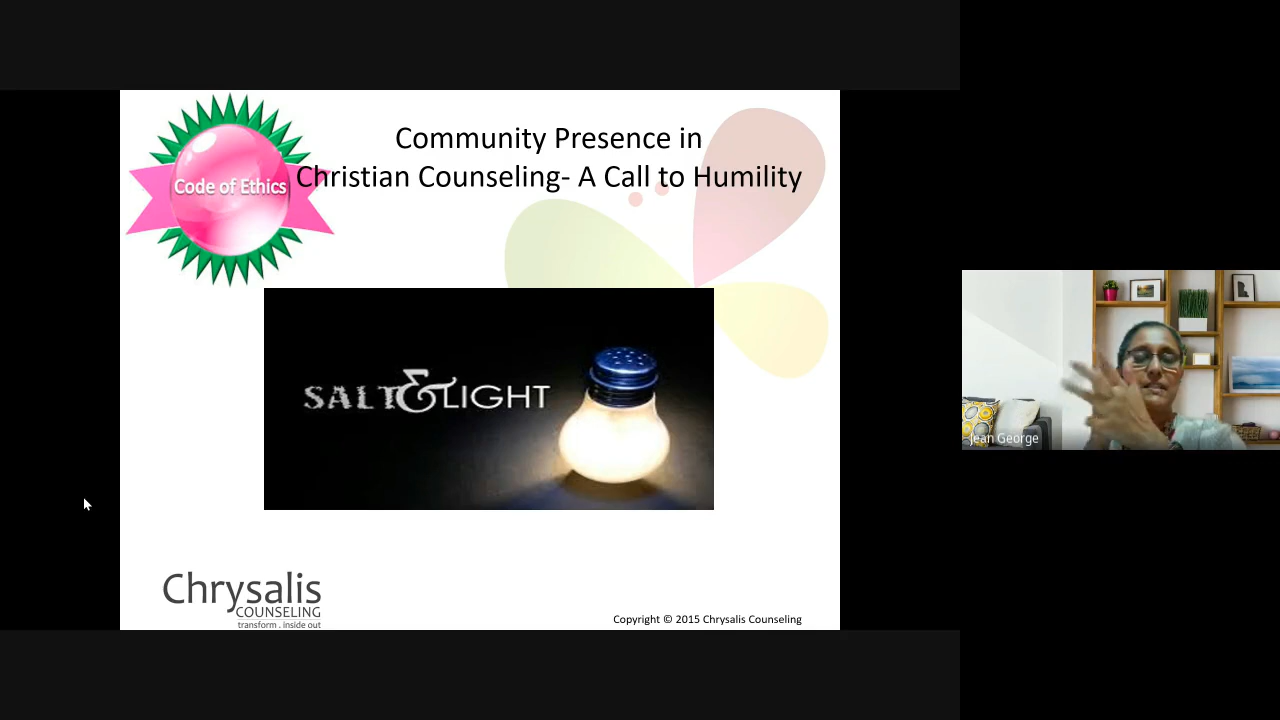 Community Presence in
Christian Counseling- A Call to Humility
Code of Ethics
SALT & LIGHT
Jean George
Chrysalis
COUNSELING
transform . inside out
Copyright © 2015 Chrysalis Counseling